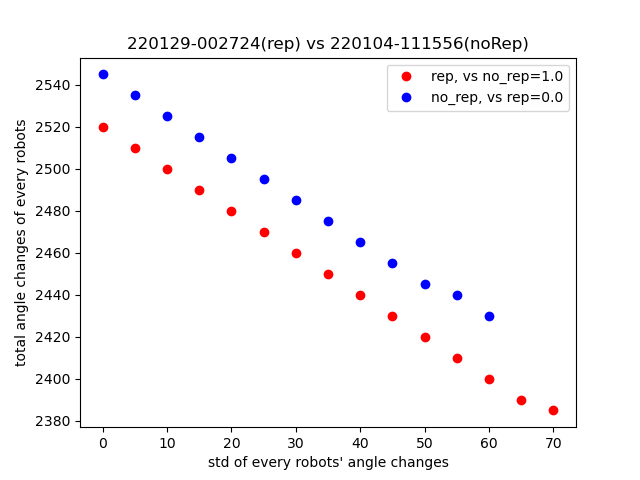 220129-002724(rep) vs 220104-111556(noRep)
rep, vs no_rep=1.0
no_rep, vs rep=0.0
total angle changes of every robots
2540
2520
2500
2480
2460
2440
2420
2400
2380
0 10 20 30 40 50 60 70
std of every robots' angle changes